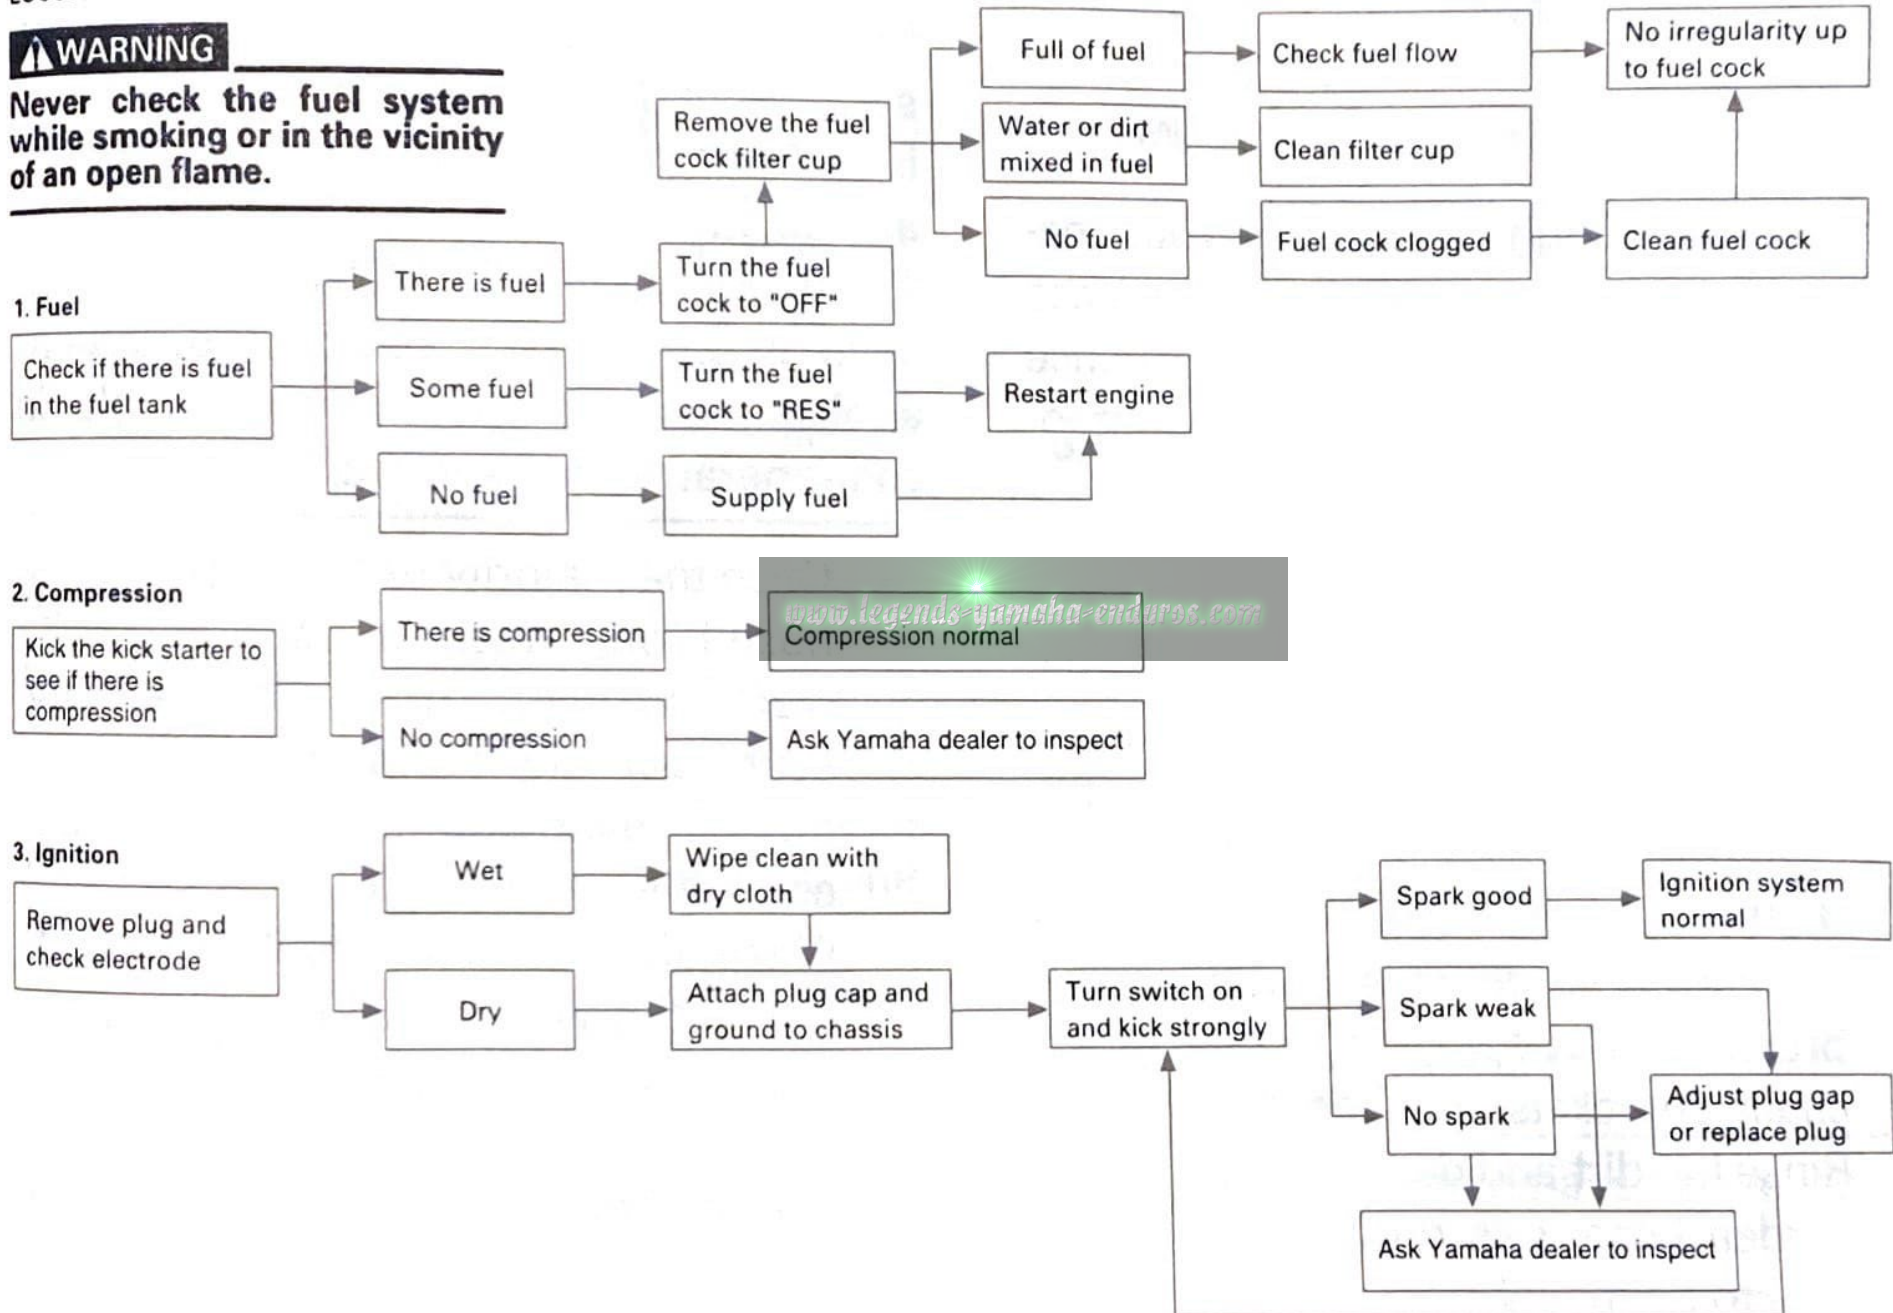 WARNING
Never check the fuel system
while smoking or in the vicinity
of an open flame.
1. Fuel
Check if there is fuel
in the fuel tank
There is fuel
Some fuel
No fuel
Turn the fuel
cock to "OFF"
Turn the fuel
cock to "RES"
Supply fuel
Restart engine
Remove the fuel
cock filter cup
Full of fuel
Water or dirt
mixed in fuel
No fuel
Check fuel flow
Clean filter cup
Fuel cock clogged
No irregularity up
to fuel cock
Clean fuel cock
2. Compression
Kick the kick starter to
see if there is
compression
There is compression
No compression
www.legends-yamaha-enduros.com
Compression normal
Ask Yamaha dealer to inspect
3. Ignition
Remove plug and
check electrode
Wet
Dry
Wipe clean with
dry cloth
Attach plug cap and
ground to chassis
Turn switch on
and kick strongly
Spark good
Spark weak
No spark
Ignition system
normal
Adjust plug gap
or replace plug
Ask Yamaha dealer to inspect